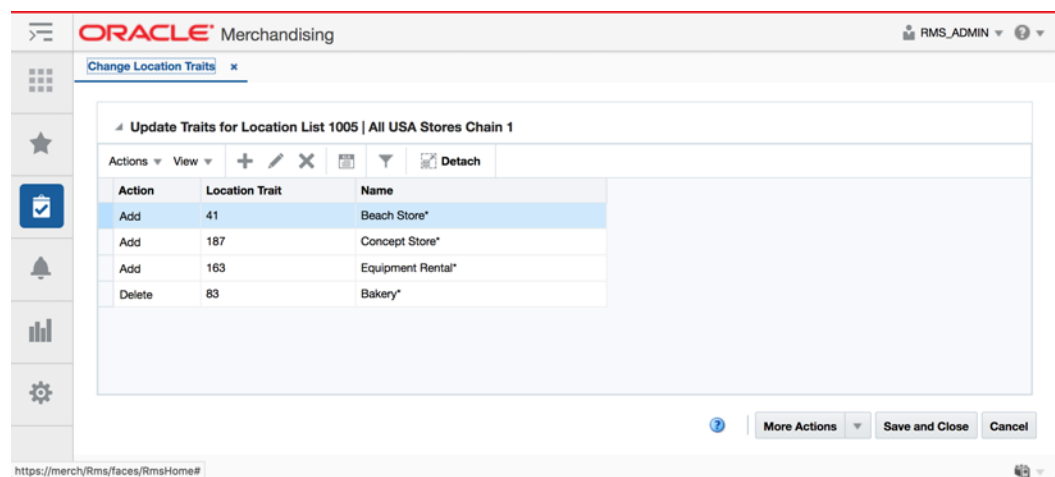 ORACLE Merchandising
RMS_ADMIN
Change Location Traits x
Update Traits for Location List 1005 | All USA Stores Chain 1
Actions View Detach
Action Location Trait Name
Add 41 Beach Store*
Add 187 Concept Store*
Add 163 Equipment Rental*
Delete 83 Bakery*
More Actions Save and Close Cancel
https://merch/Rms/faces/RmsHome#